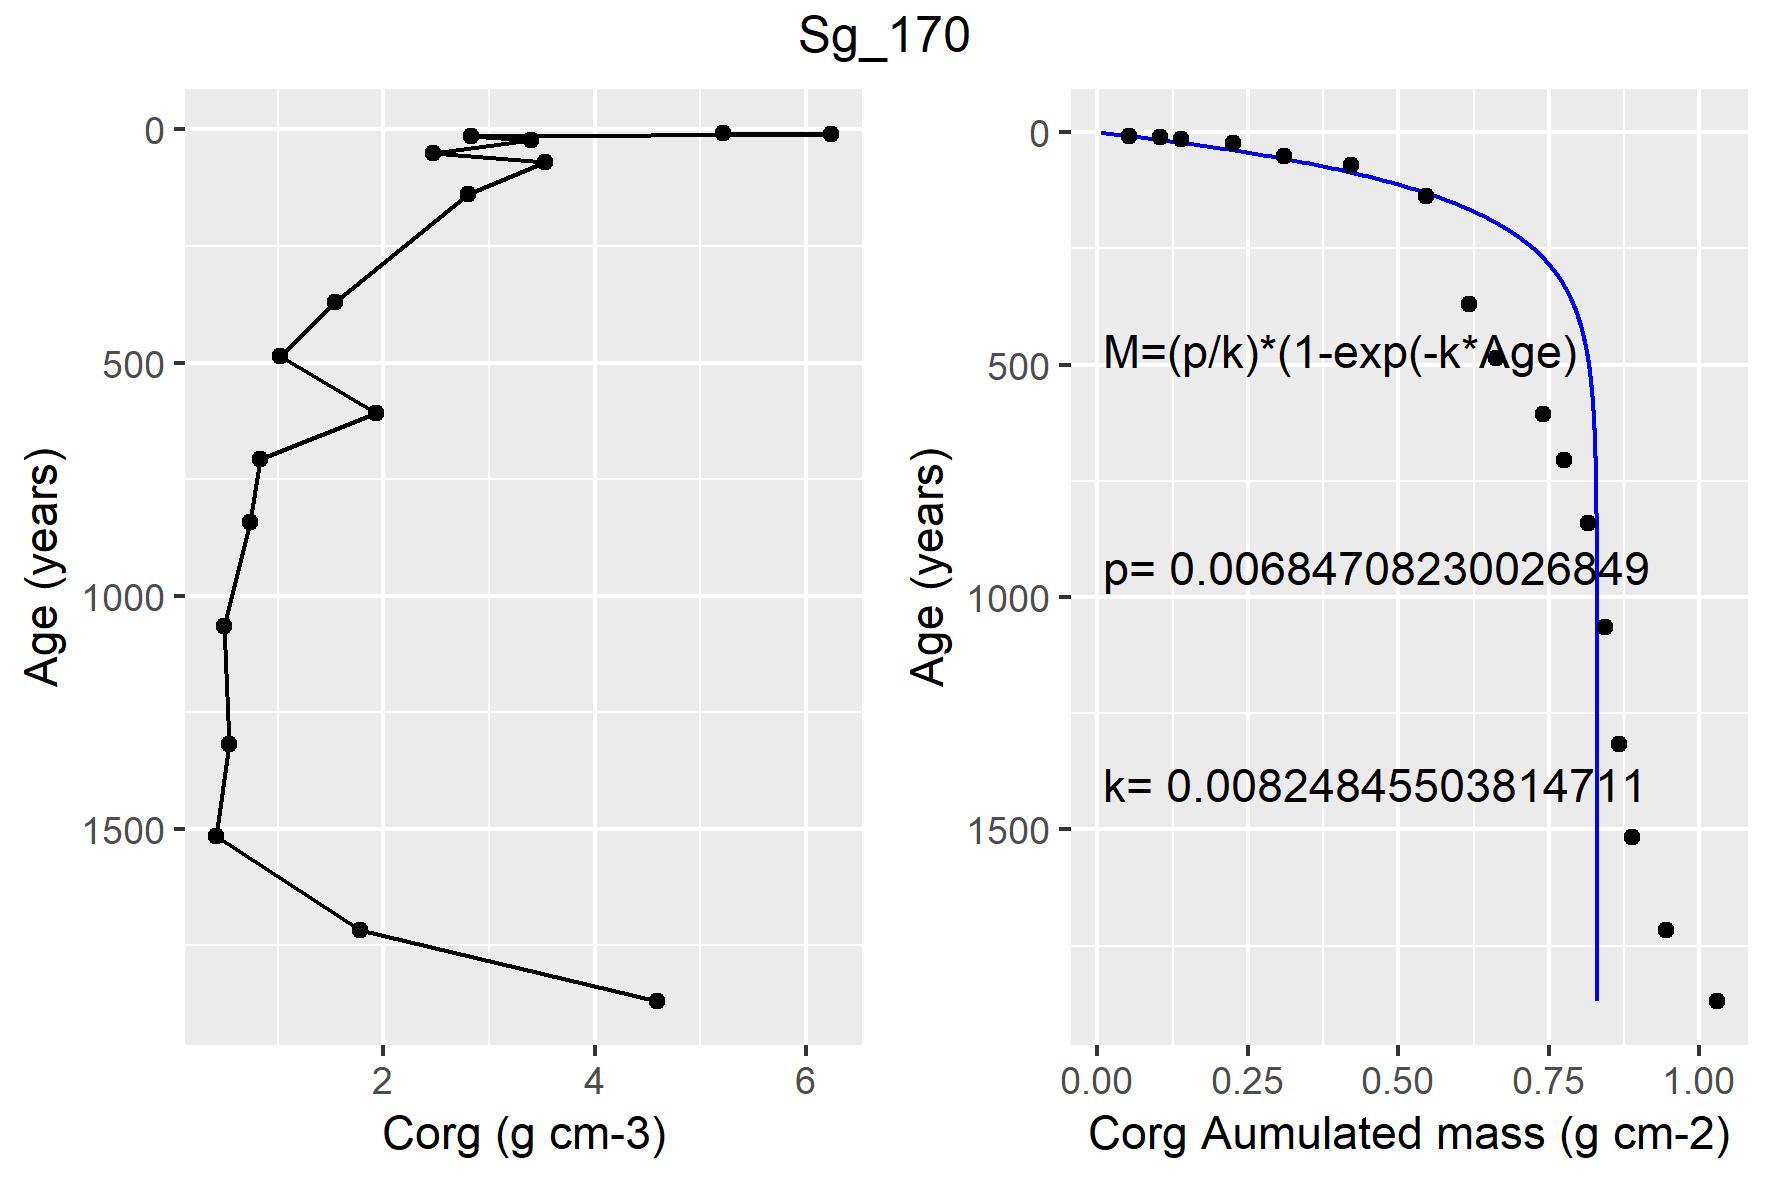 Sg_170
0
500
1000
1500
Age (years)
2
4
6
Corg (g cm-3)
0
500
1000
1500
Age (years)
M=(p/k)*(1-exp(-k*Age)
p= 0.00684708230026849
k= 0.00824845503814711
0.00
0.25
0.50
0.75
1.00
Corg Aumulated mass (g cm-2)